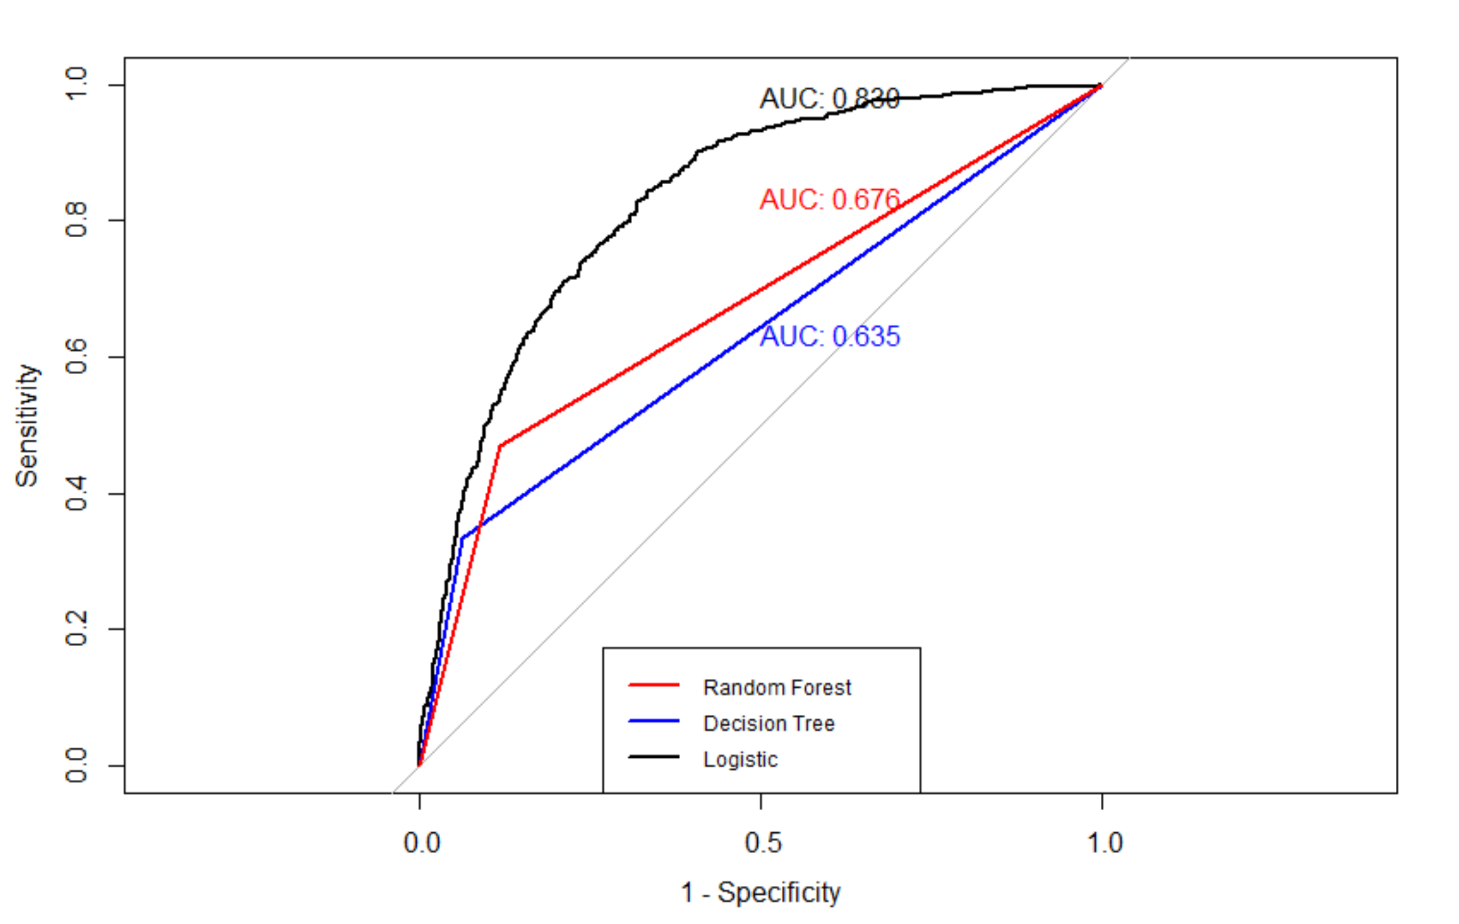 1.0
0.8
0.6
0.4
0.2
0.0
Sensitivity
AUC: 0.839
AUC: 0.676
AUC: 0.635
Random Forest
Decision Tree
Logistic
0.0 0.5 1.0
1 - Specificity